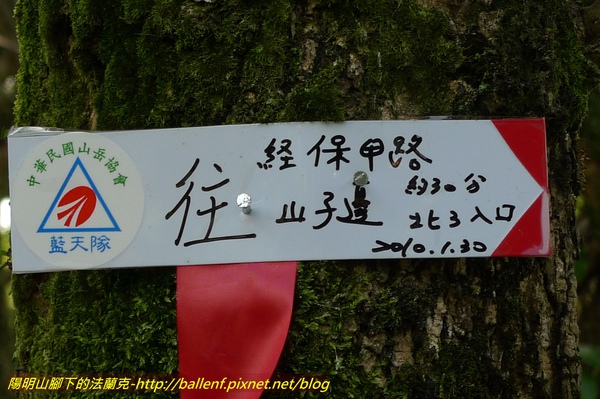 中華民國山岳協會
藍天隊
往
経保甲路
約30分
山子邊
北3入口
2010.1.30
陽明山腳下的法蘭克-http://ballenf.pixnet.net/blog